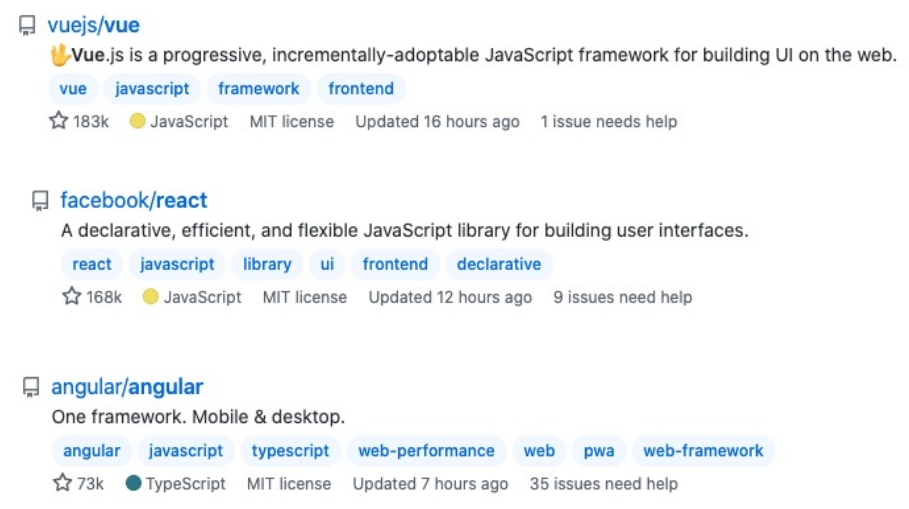 vuejs/vue
🖖Vue.js is a progressive, incrementally-adoptable JavaScript framework for building UI on the web.
vue javascript framework frontend
183k JavaScript MIT license Updated 16 hours ago 1 issue needs help
facebook/react
A declarative, efficient, and flexible JavaScript library for building user interfaces.
react javascript library ui frontend declarative
168k JavaScript MIT license Updated 12 hours ago 9 issues need help
angular/angular
One framework. Mobile & desktop.
angular javascript typescript web-performance web pwa web-framework
73k TypeScript MIT license Updated 7 hours ago 35 issues need help